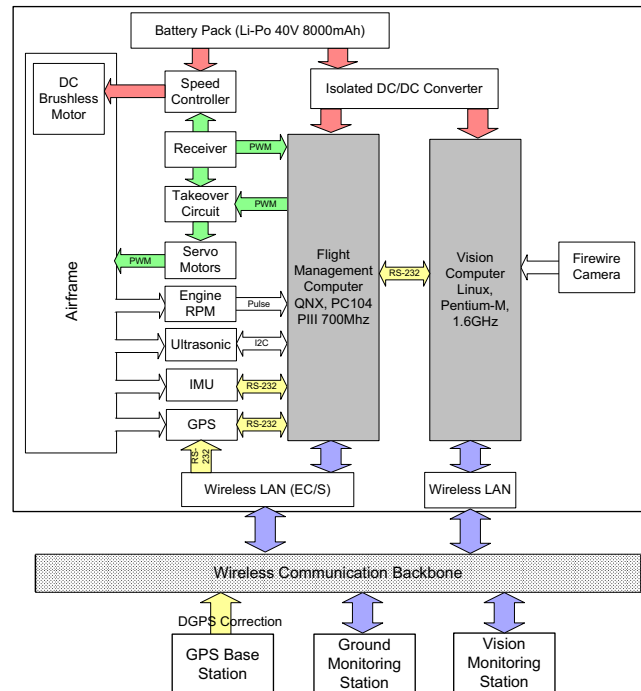 Battery Pack (Li-Po 40V 8000mAh)
DC
Brushless
Motor
Speed
Controller
Isolated DC/DC Converter
Receiver
PWM
Takeover
Circuit
PWM
Servo
Motors
PWM
Airframe
Engine
RPM
Pulse
Ultrasonic
I2C
IMU
RS-232
GPS
RS-232
RS-
232
Flight
Management
Computer
QNX, PC104
PIII 700Mhz
RS-232
Vision
Computer
Linux,
Pentium-M,
1.6GHz
Firewire
Camera
Wireless LAN (EC/S)
Wireless LAN
Wireless Communication Backbone
DGPS Correction
GPS Base
Station
Ground
Monitoring
Station
Vision
Monitoring
Station